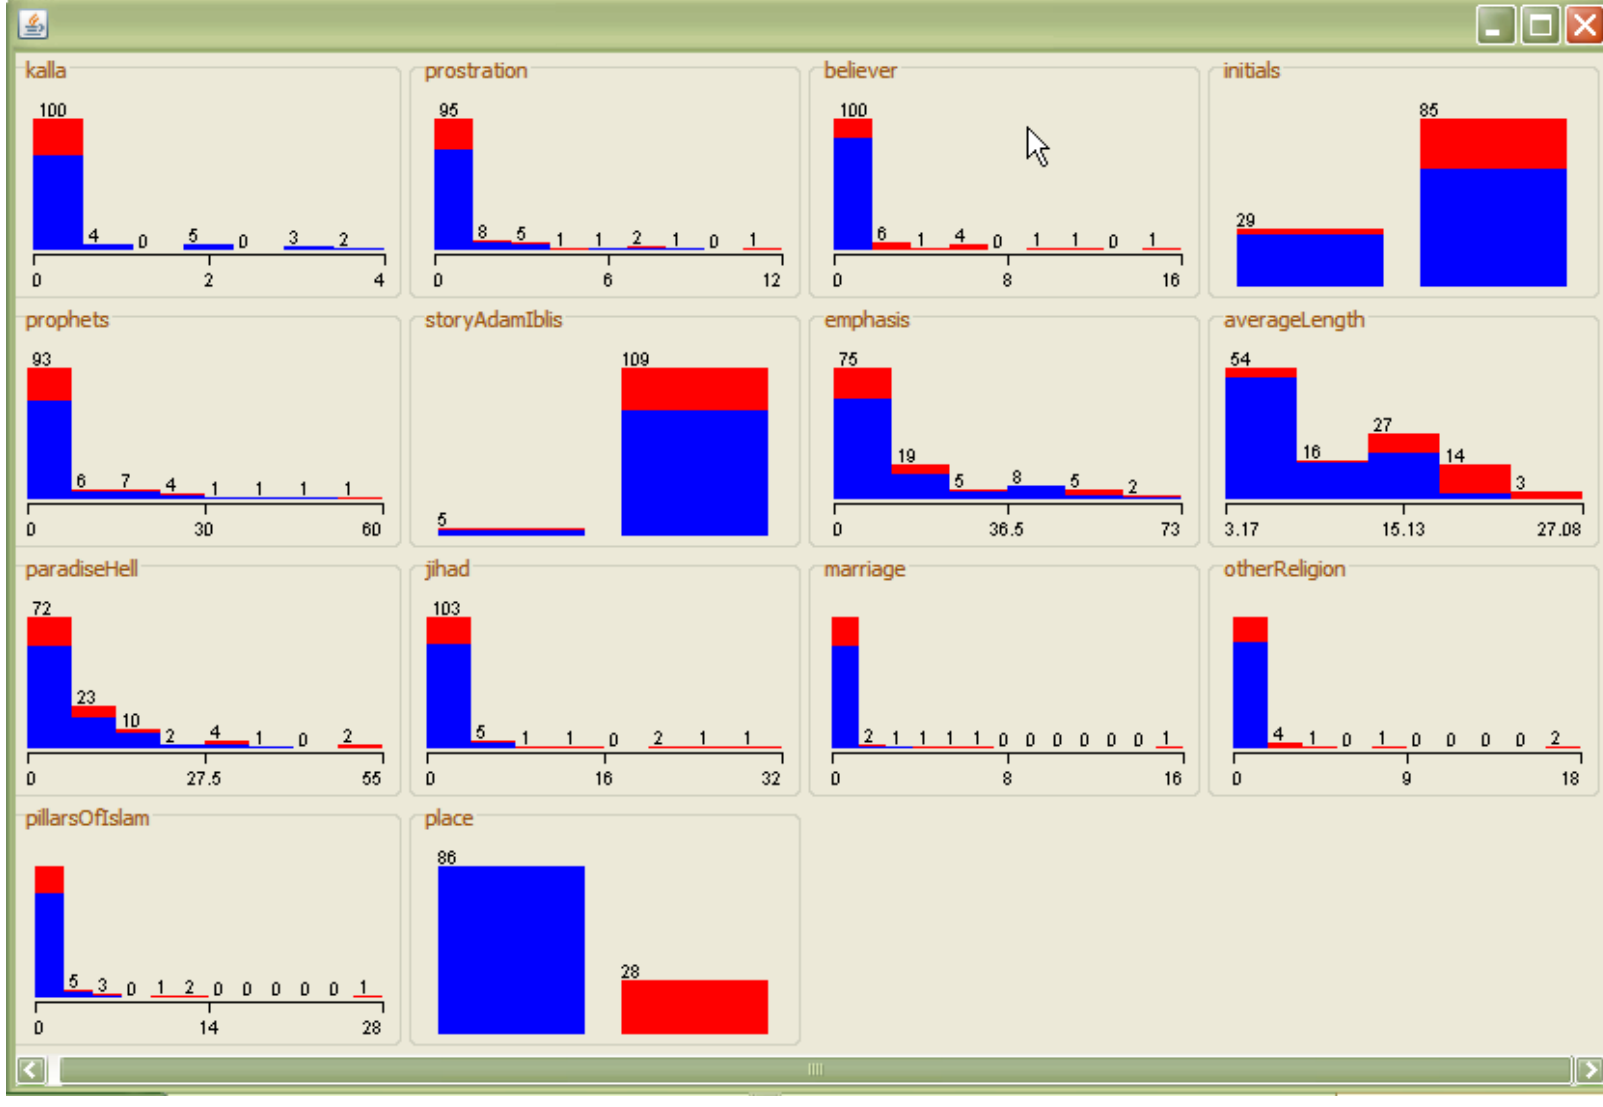 kalla
100
4 0 5 0 3 2
0 2 4
prostration
95
8 5 1 1 2 1 0 1
0 6 12
believer
100
6 1 4 0 1 1 0 1
0 8 16
initials
85
29
prophets
93
6 7 4 1 1 1 1
0 30 60
storyAdamIblis
109
5
emphasis
75
19
5 8 5 2
0 36.5 73
averageLength
54
27
16 14
3
3.17 15.13 27.08
paradiseHell
72
23
10
2 4 1 0 2
0 27.5 55
jihad
103
5 1 1 0 2 1 1
0 16 32
marriage
2 1 1 1 1 0 0 0 0 0 0 1
0 8 16
otherReligion
4 1 0 1 0 0 0 0 2
0 9 18
pillarsOfIslam
5 3 0 1 2 0 0 0 0 0 1
0 14 28
place
86
28